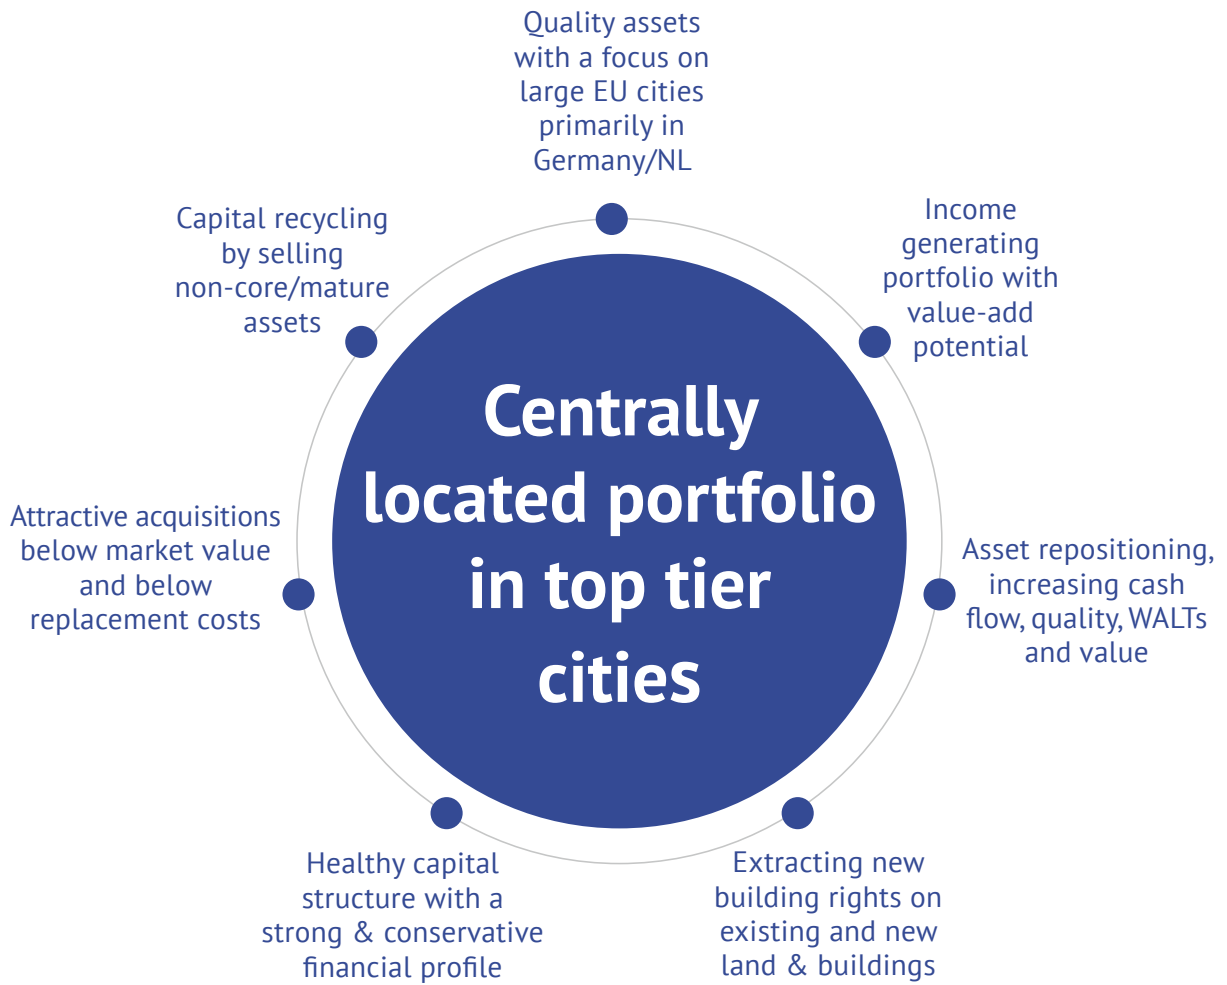 Quality assets
with a focus on
large EU cities
primarily in
Germany/NL
Income
generating
portfolio with
value-add
potential
Asset repositioning,
increasing cash
flow, quality, WALTs
and value
Extracting new
building rights on
existing and new
land & buildings
Healthy capital
structure with a
strong & conservative
financial profile
Attractive acquisitions
below market value
and below
replacement costs
Capital recycling
by selling
non-core/mature
assets
Centrally
located portfolio
in top tier
cities